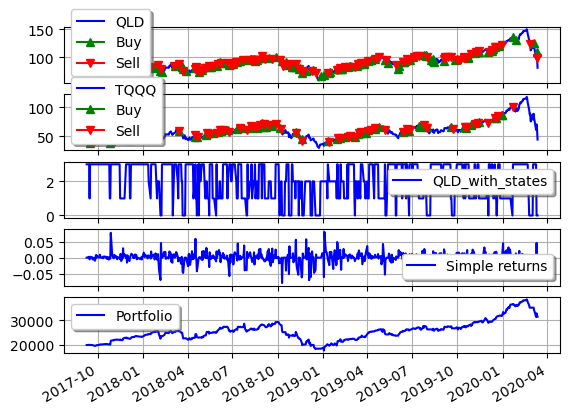 150
100
QLD
Buy
Sell
100
50
TQQQ
Buy
Sell
2
0
QLD_with_states
0.05
0.00
−0.05
Simple returns
30000
20000
Portfolio
2017-10
2018-01
2018-04
2018-07
2018-10
2019-01
2019-04
2019-07
2019-10
2020-01
2020-04